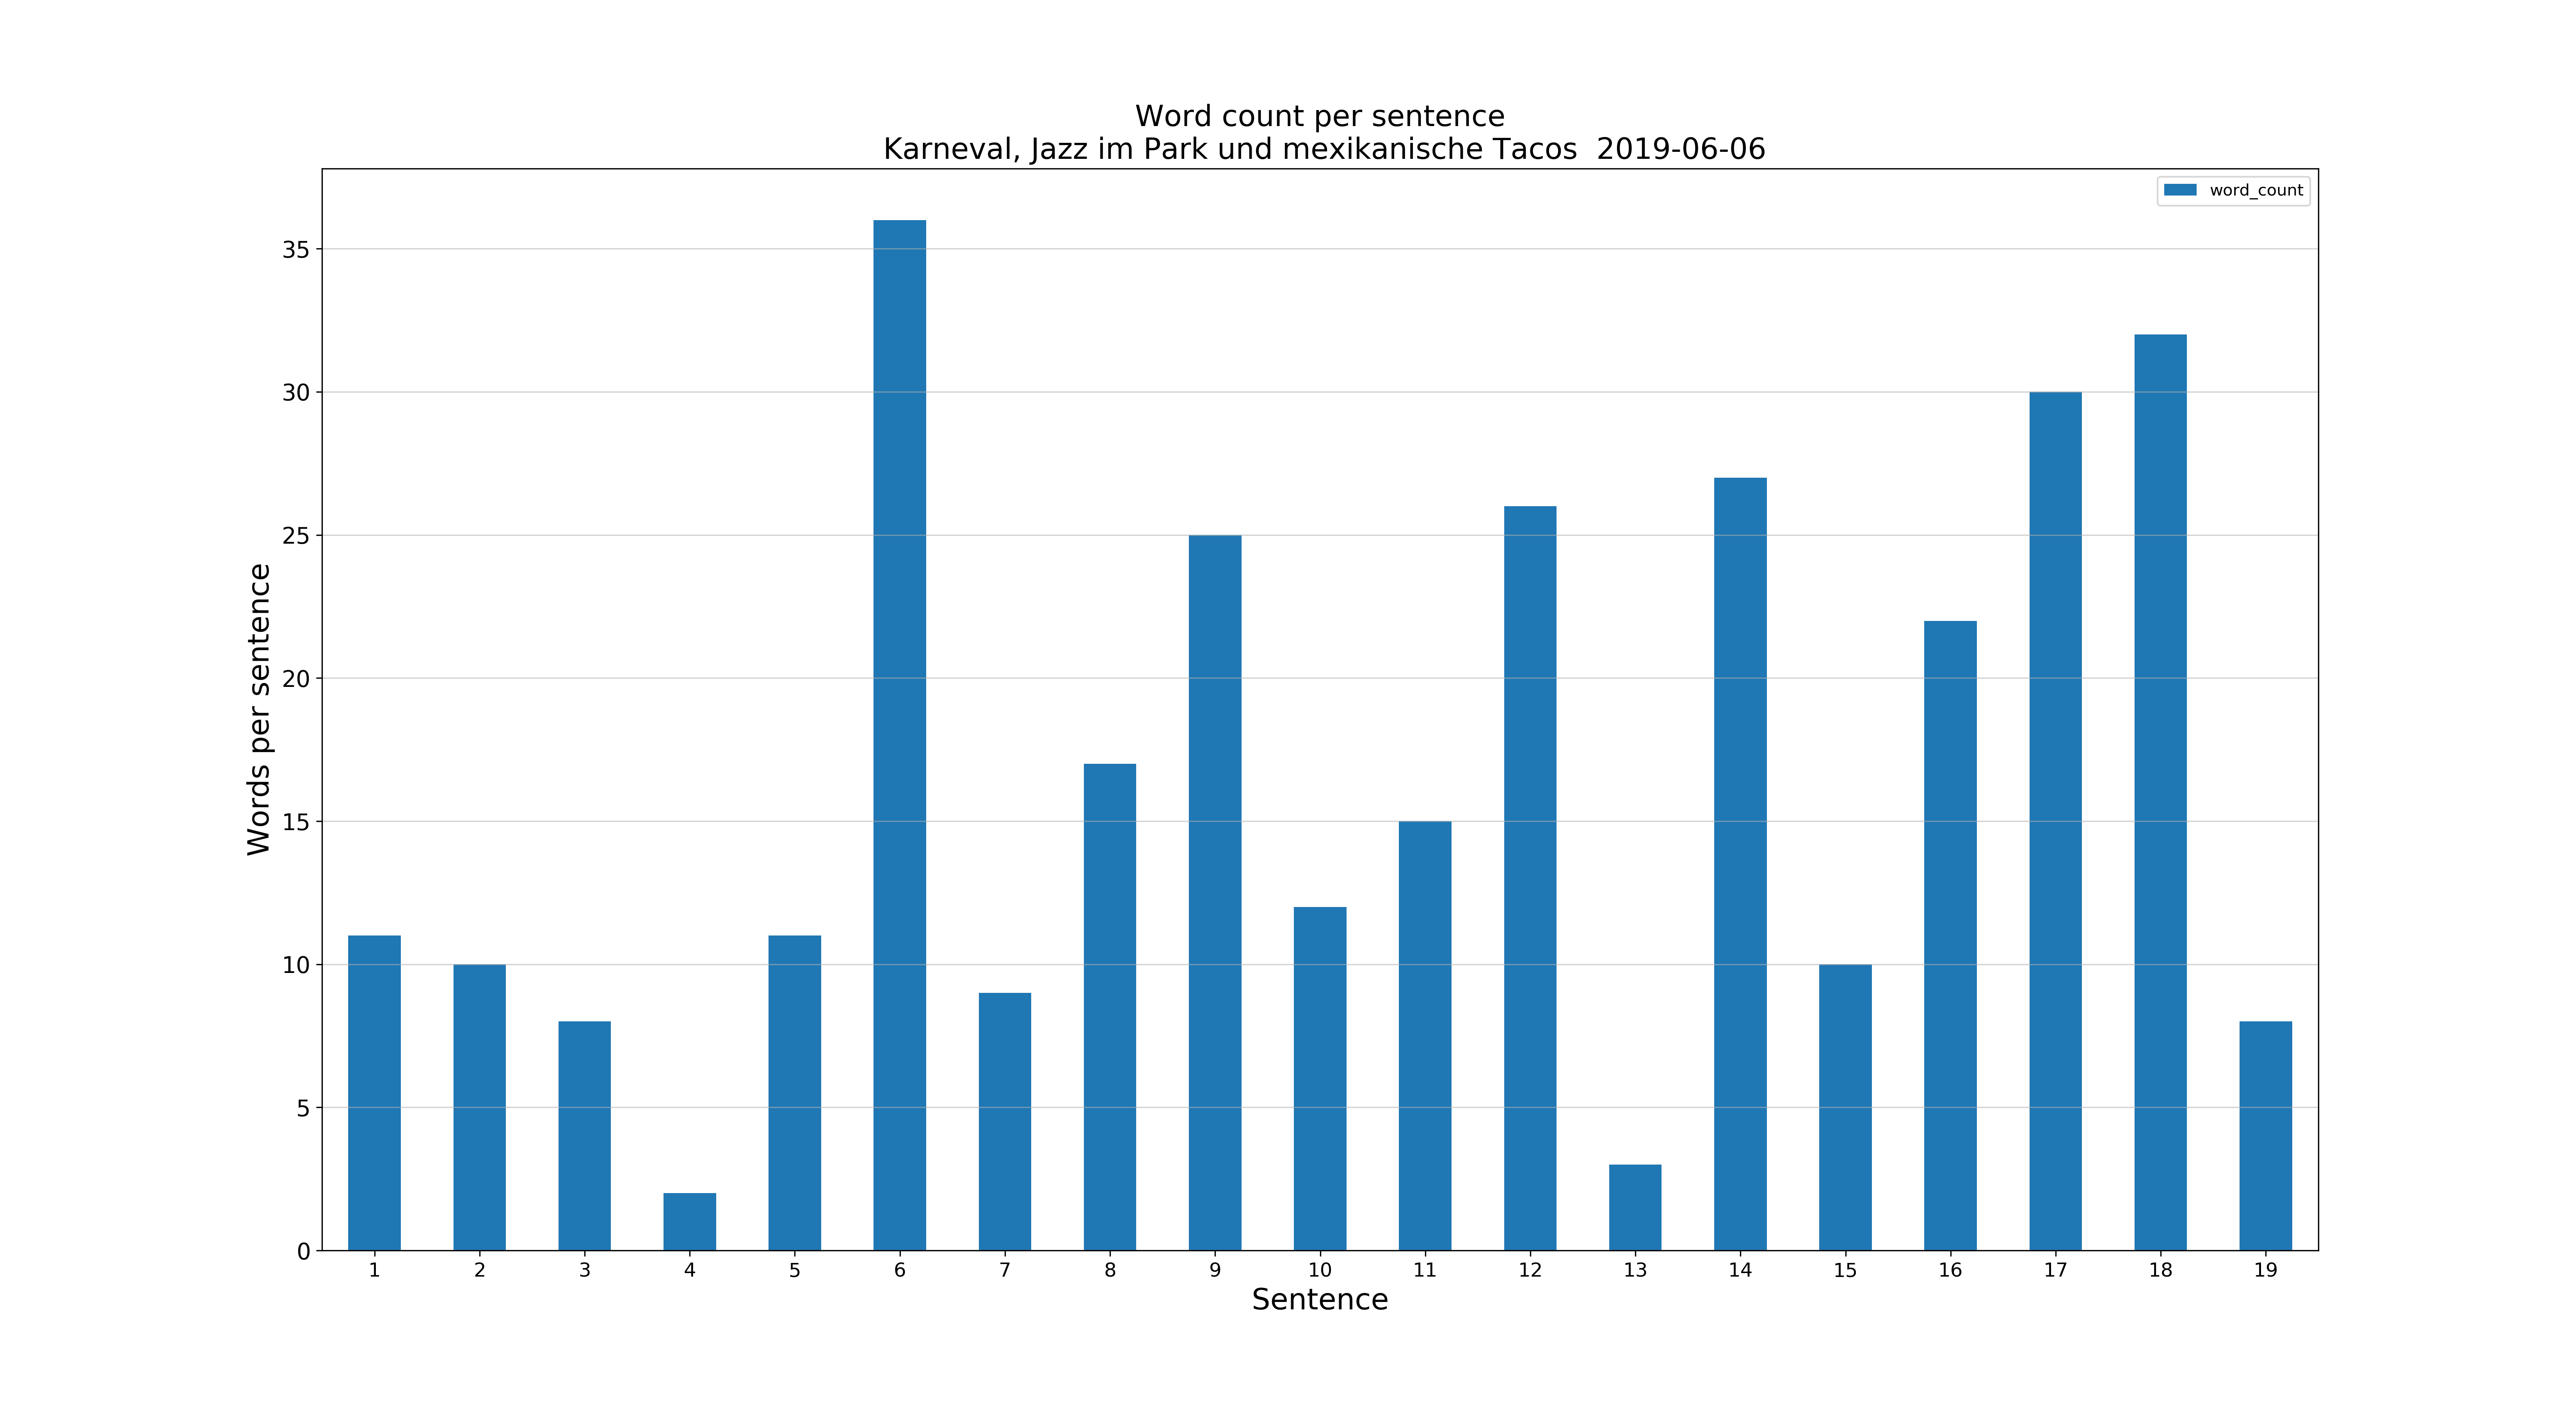 Word count per sentence
Karneval, Jazz im Park und mexikanische Tacos  2019-06-06
word_count
35
30
25
20
15
10
5
0
Words per sentence
1 2 3 4 5 6 7 8 9 10 11 12 13 14 15 16 17 18 19
Sentence